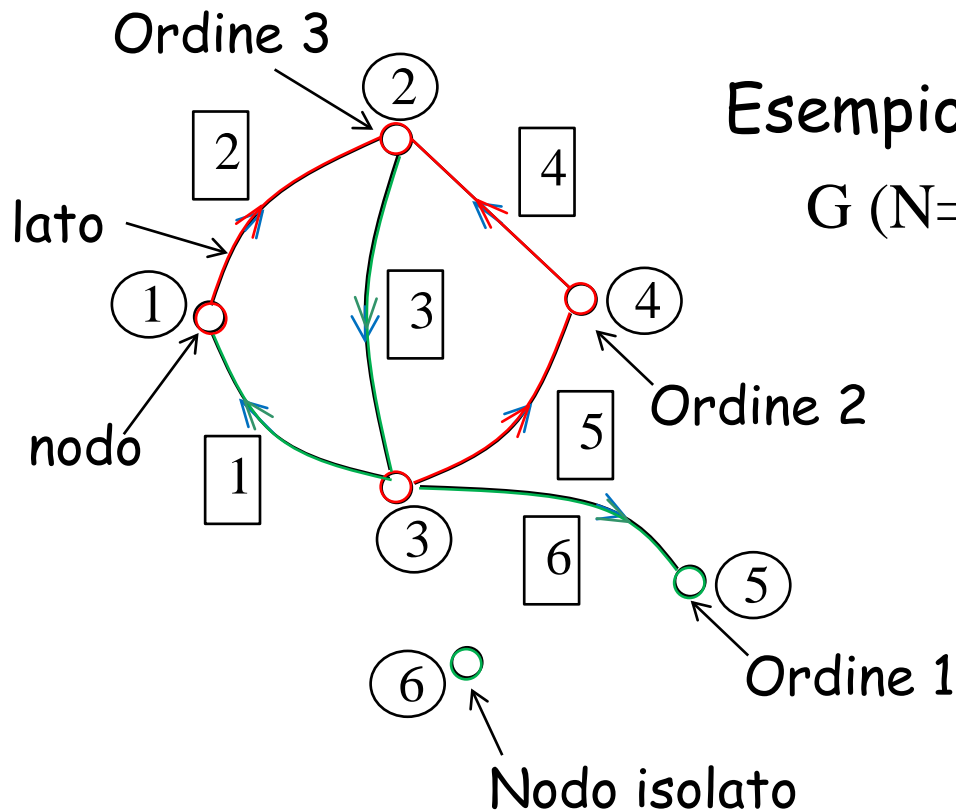 Ordine 3
2
Esempio
2
4
G (N=
lato
1
3
4
Ordine 2
nodo
1
5
3
6
5
6
Ordine 1
Nodo isolato